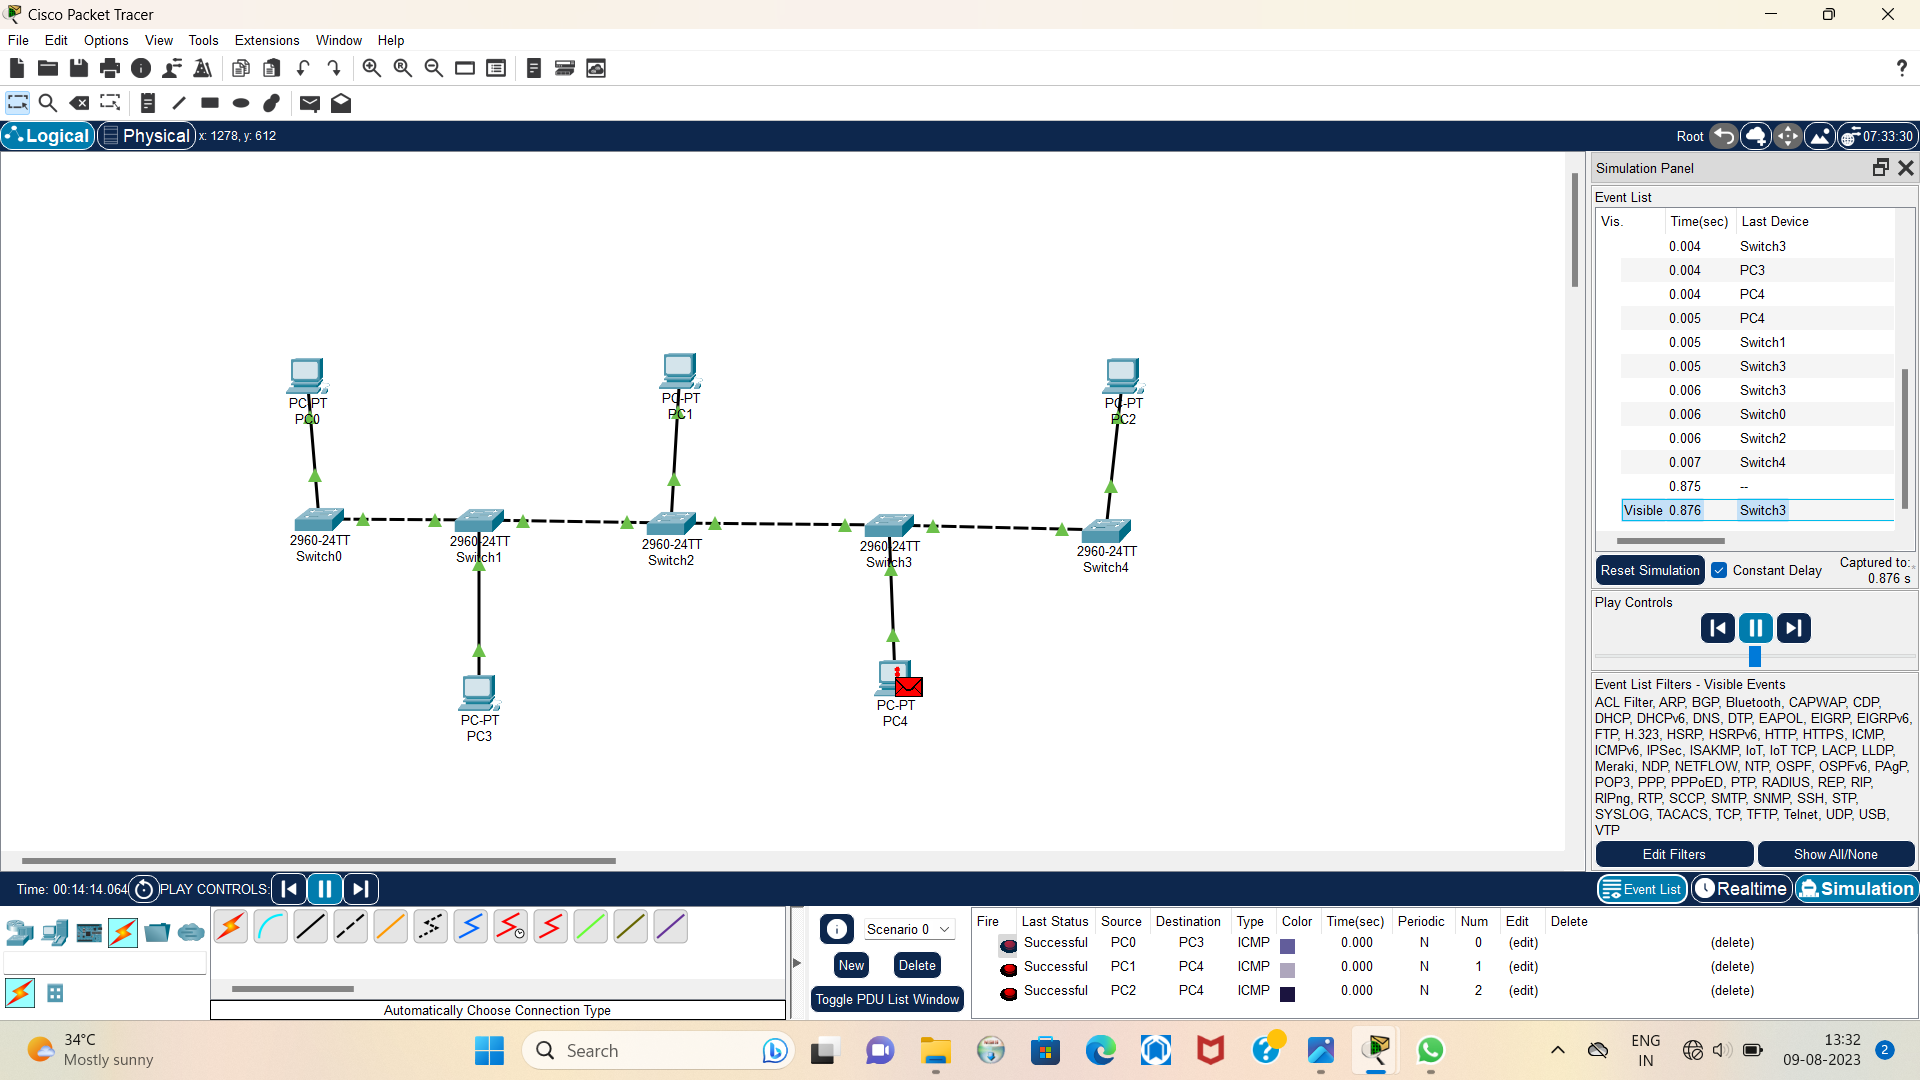 Cisco Packet Tracer
File Edit Options View Tools Extensions Window Help
?
Logical Physical x: 1278, y: 612 Root 07:33:30
Simulation Panel
Event List
Vis. Time(sec) Last Device
0.004 Switch3
0.004 PC3
0.004 PC4
0.005 PC4
0.005 Switch1
0.005 Switch3
0.006 Switch3
0.006 Switch0
0.006 Switch2
0.007 Switch4
0.875 --
Visible 0.876 Switch3
Reset Simulation Constant Delay Captured to:
0.876 s
Play Controls
Event List Filters - Visible Events
ACL Filter, ARP, BGP, Bluetooth, CAPWAP, CDP,
DHCP, DHCPv6, DNS, DTP, EAPOL, EIGRP, EIGRPv6,
FTP, H.323, HSRP, HSRPv6, HTTP, HTTPS, ICMP,
ICMPv6, IPSec, ISAKMP, IoT, IoT TCP, LACP, LLDP,
Meraki, NDP, NETFLOW, NTP, OSPF, OSPFv6, PAgP,
POP3, PPP, PPPoED, PTP, RADIUS, REP, RIP,
RIPng, RTP, SCCP, SMTP, SNMP, SSH, STP,
SYSLOG, TACACS, TCP, TFTP, Telnet, UDP, USB,
VTP
Edit Filters Show All/None
PC-PT
PC0
PC-PT
PC1
PC-PT
PC2
2960-24TT
Switch0
2960-24TT
Switch1
2960-24TT
Switch2
2960-24TT
Switch3
2960-24TT
Switch4
PC-PT
PC3
PC-PT
PC4
Time: 00:14:14.064 PLAY CONTROLS: Event List Realtime Simulation
Automatically Choose Connection Type
Scenario 0
New Delete
Toggle PDU List Window
Fire Last Status Source Destination Type Color Time(sec) Periodic Num Edit Delete
Successful PC0 PC3 ICMP 0.000 N 0 (edit) (delete)
Successful PC1 PC4 ICMP 0.000 N 1 (edit) (delete)
Successful PC2 PC4 ICMP 0.000 N 2 (edit) (delete)
34°C
Mostly sunny
Search
ENG
IN
13:32
09-08-2023
2